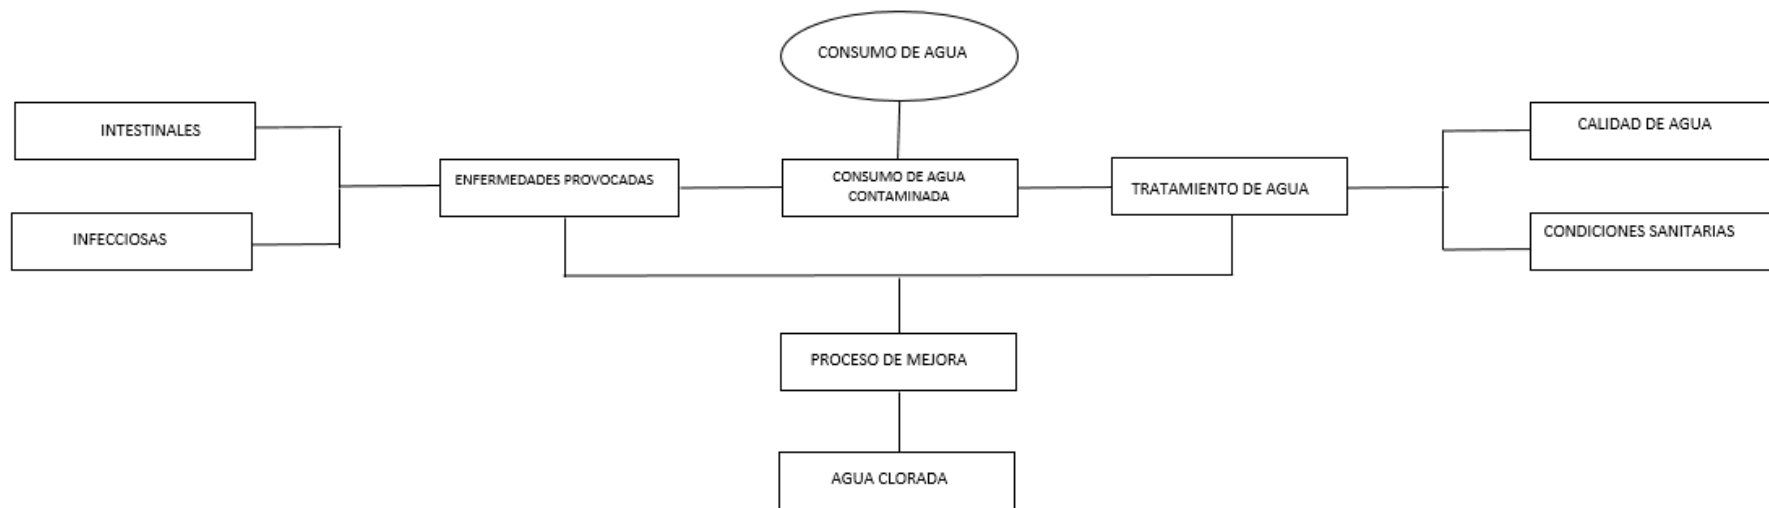 CONSUMO DE AGUA
INTESTINALES
CALIDAD DE AGUA
ENFERMEDADES PROVOCADAS
CONSUMO DE AGUA
CONTAMINADA
TRATAMIENTO DE AGUA
INFECCIOSAS
CONDICIONES SANITARIAS
PROCESO DE MEJORA
AGUA CLORADA